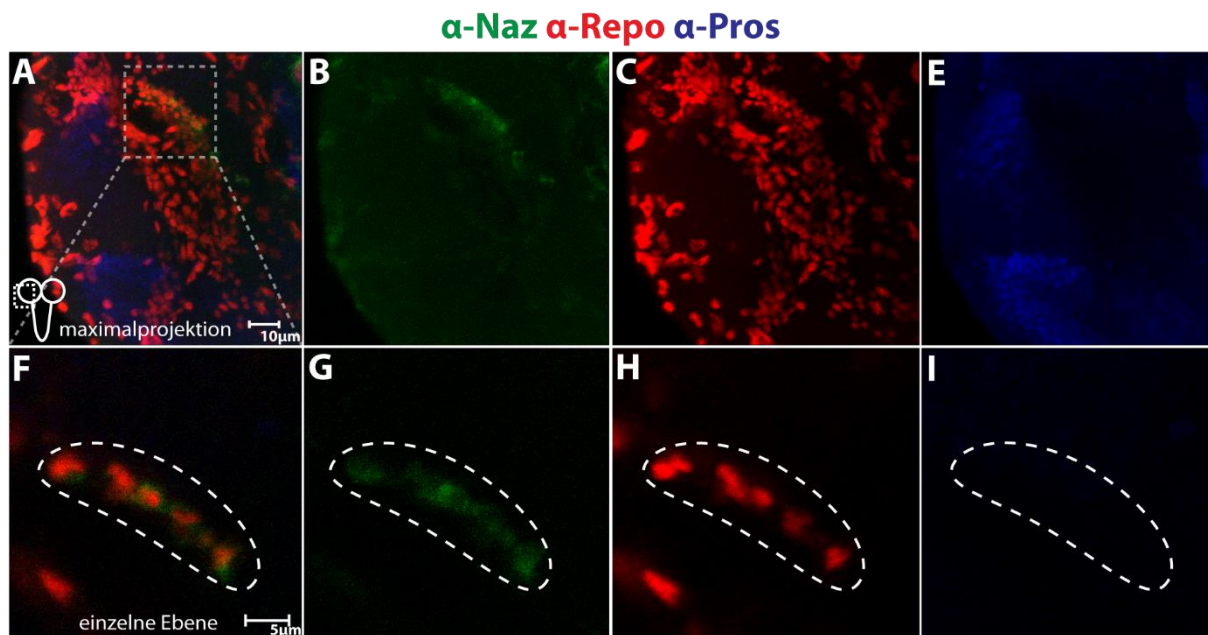 α-Naz α-Repo α-Pros
A B C E
maximalprojektion 10µm
F G H I
einzelne Ebene 5µm